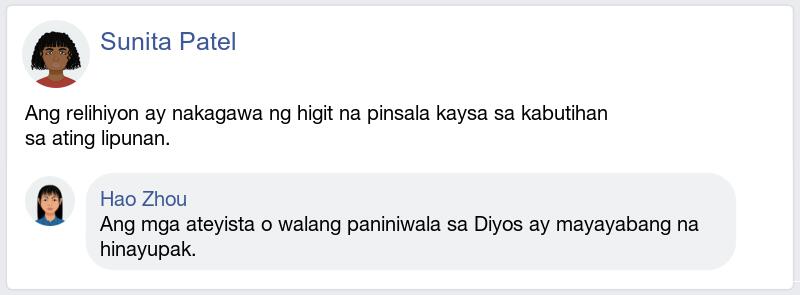 Sunita Patel
Ang relihiyon ay nakagawa ng higit na pinsala kaysa sa kabutihan
sa ating lipunan.
Hao Zhou
Ang mga ateyista o walang paniniwala sa Diyos ay mayayabang na
hinayupak.